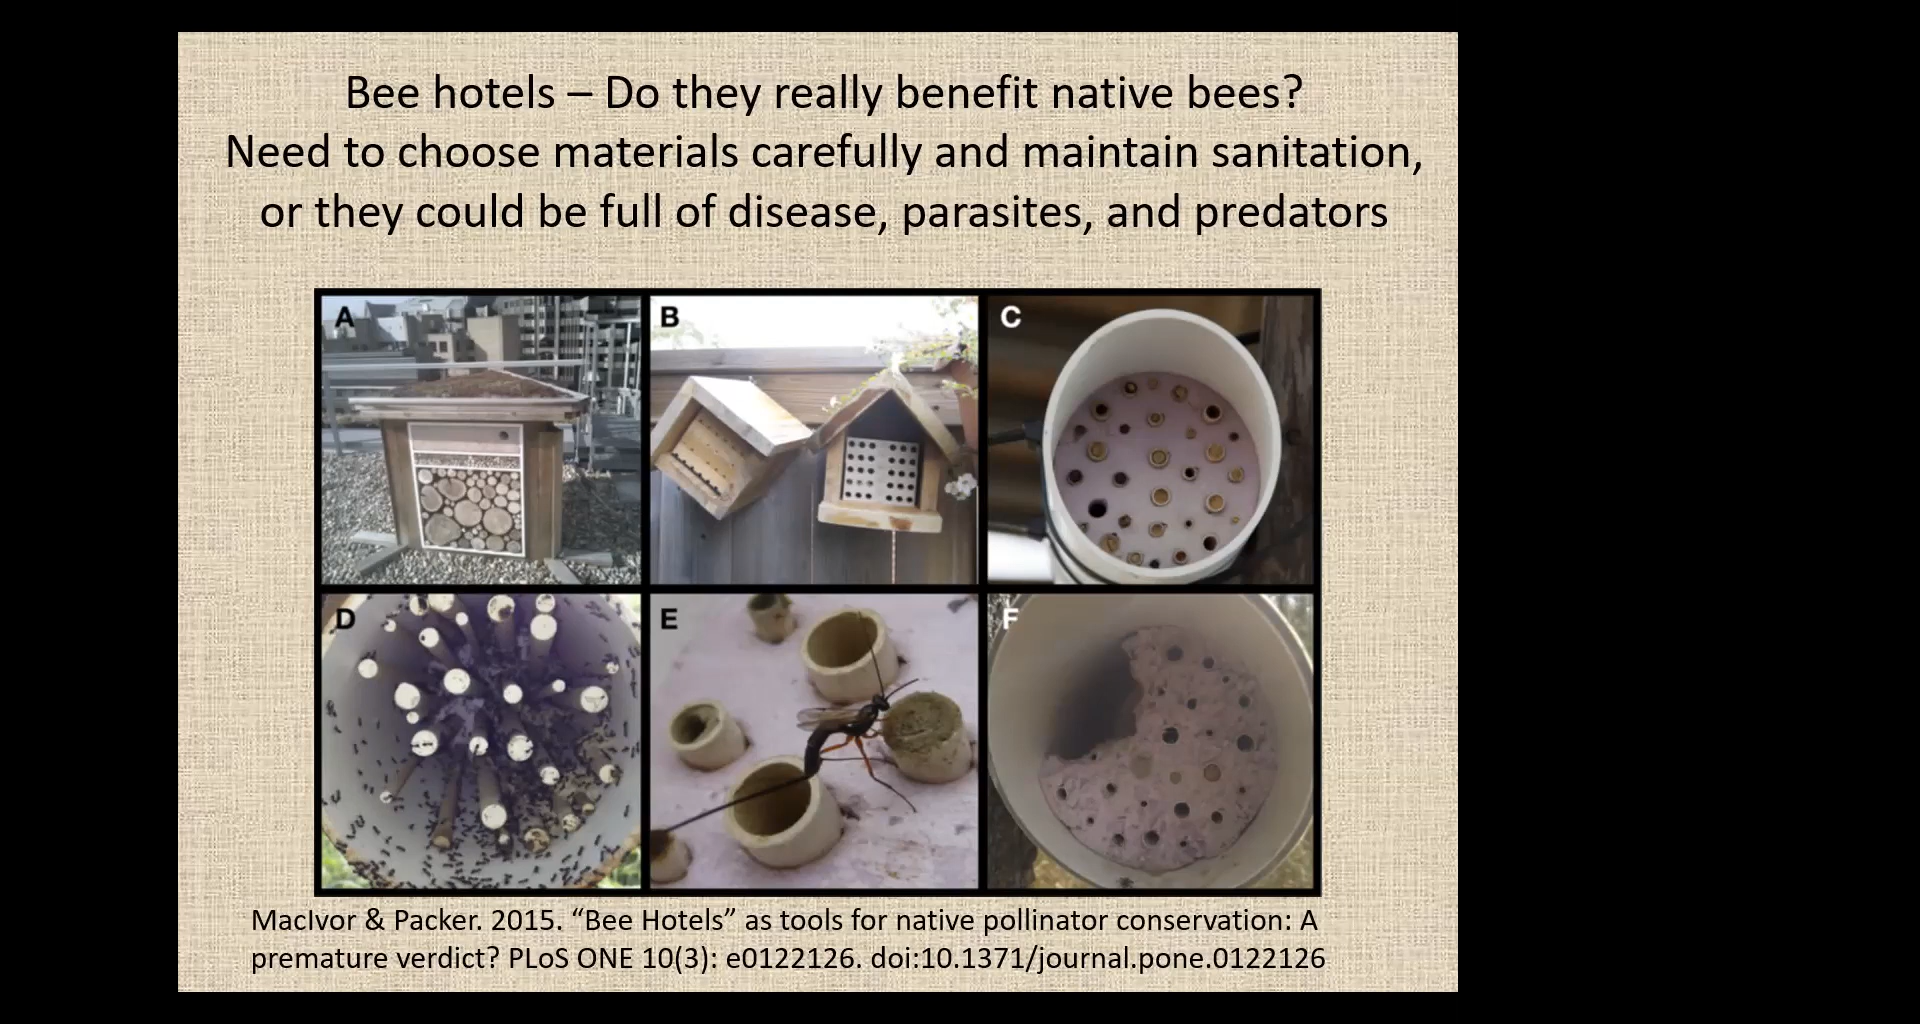 Bee hotels – Do they really benefit native bees?
Need to choose materials carefully and maintain sanitation,
or they could be full of disease, parasites, and predators
A
B
C
D
E
F
MacIvor & Packer. 2015. “Bee Hotels” as tools for native pollinator conservation: A
premature verdict? PLoS ONE 10(3): e0122126. doi:10.1371/journal.pone.0122126